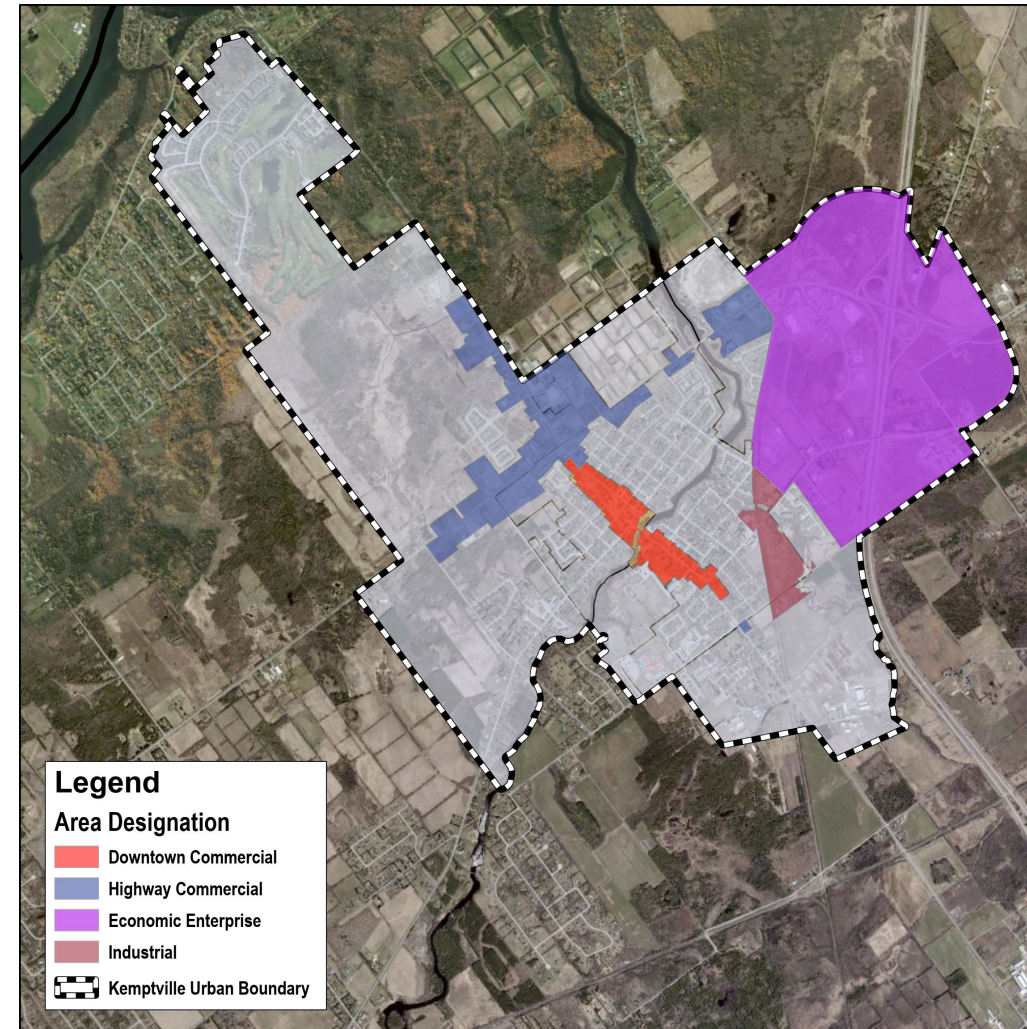 Legend
Area Designation
Downtown Commercial
Highway Commercial
Economic Enterprise
Industrial
Kemptville Urban Boundary